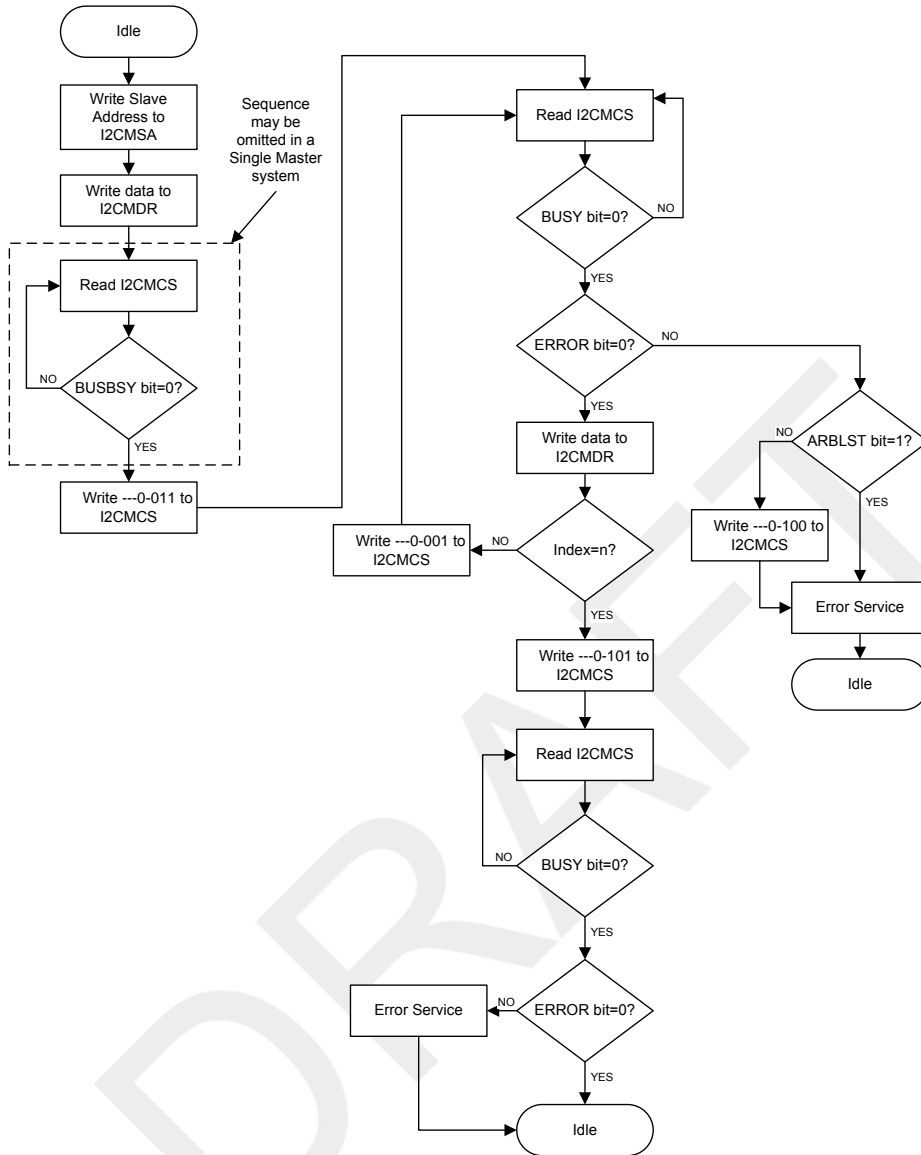 Idle
Write Slave
Address to
I2CMSA
Sequence
may be
omitted in a
Single Master
system
Write data to
I2CMDR
Read I2CMCS
BUSBSY bit=0?
NO
YES
Write ---0-011 to
I2CMCS
Read I2CMCS
BUSY bit=0?
NO
YES
ERROR bit=0?
NO
YES
ARBLST bit=1?
NO
YES
Write ---0-100 to
I2CMCS
Error Service
Idle
Write data to
I2CMDR
Index=n?
NO
Write ---0-001 to
I2CMCS
YES
Write ---0-101 to
I2CMCS
Read I2CMCS
BUSY bit=0?
NO
YES
ERROR bit=0?
NO
Error Service
YES
Idle
DRAFT